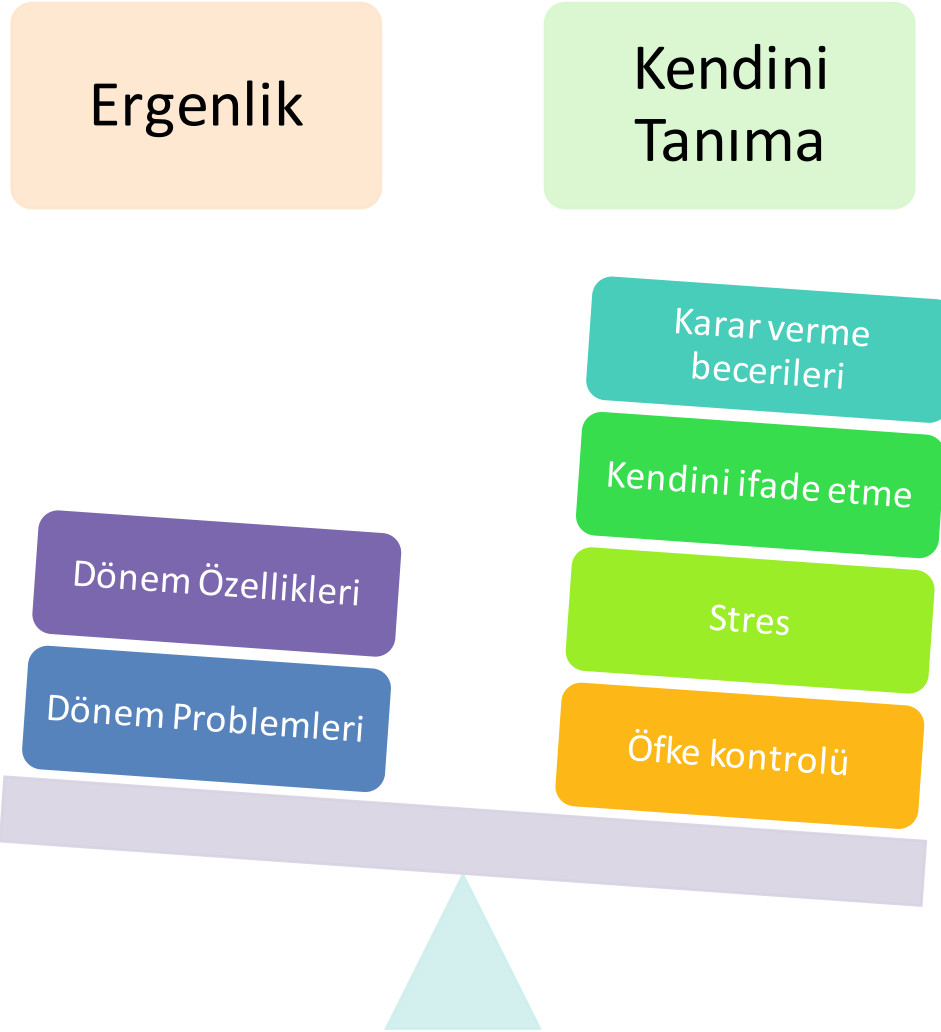 Ergenlik
Kendini
Tanıma
Karar verme
becerileri
Kendini ifade etme
Dönem Özellikleri
Stres
Dönem Problemleri
Öfke kontrolü